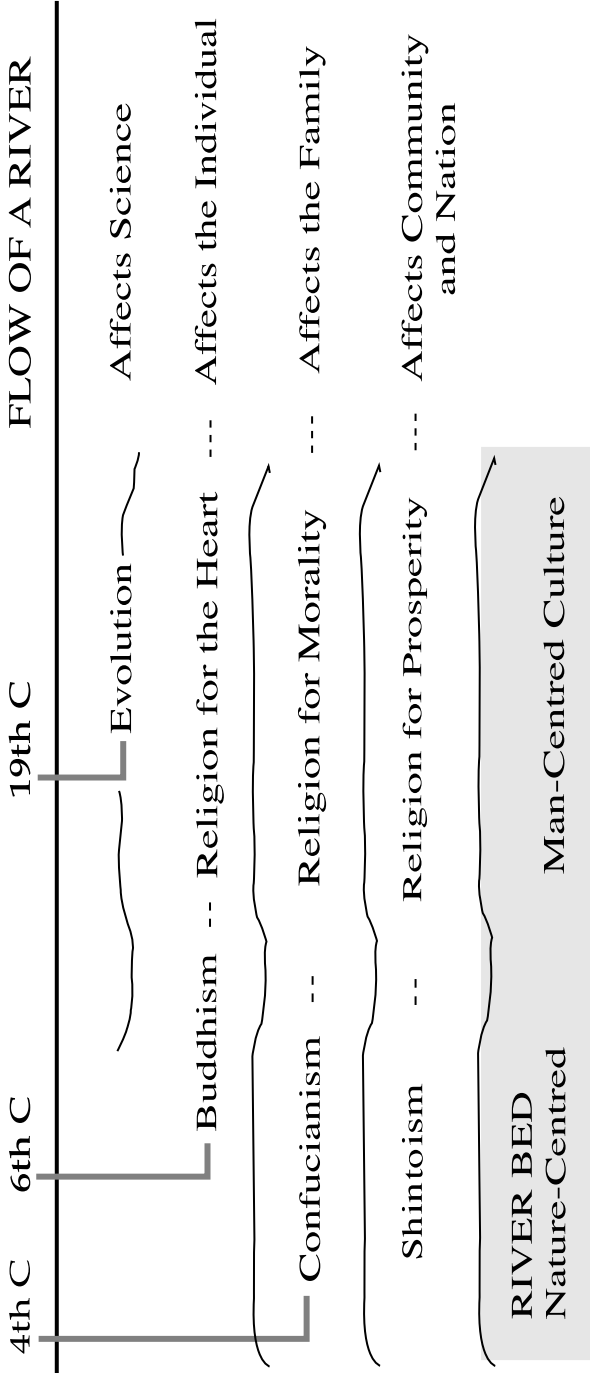 4th C 6th C 19th C FLOW OF A RIVER
Evolution Affects Science
Buddhism -- Religion for the Heart --- Affects the Individual
Confucianism -- Religion for Morality --- Affects the Family
Shintoism -- Religion for Prosperity --- Affects Community
and Nation
RIVER BED
Nature-Centred Man-Centred Culture